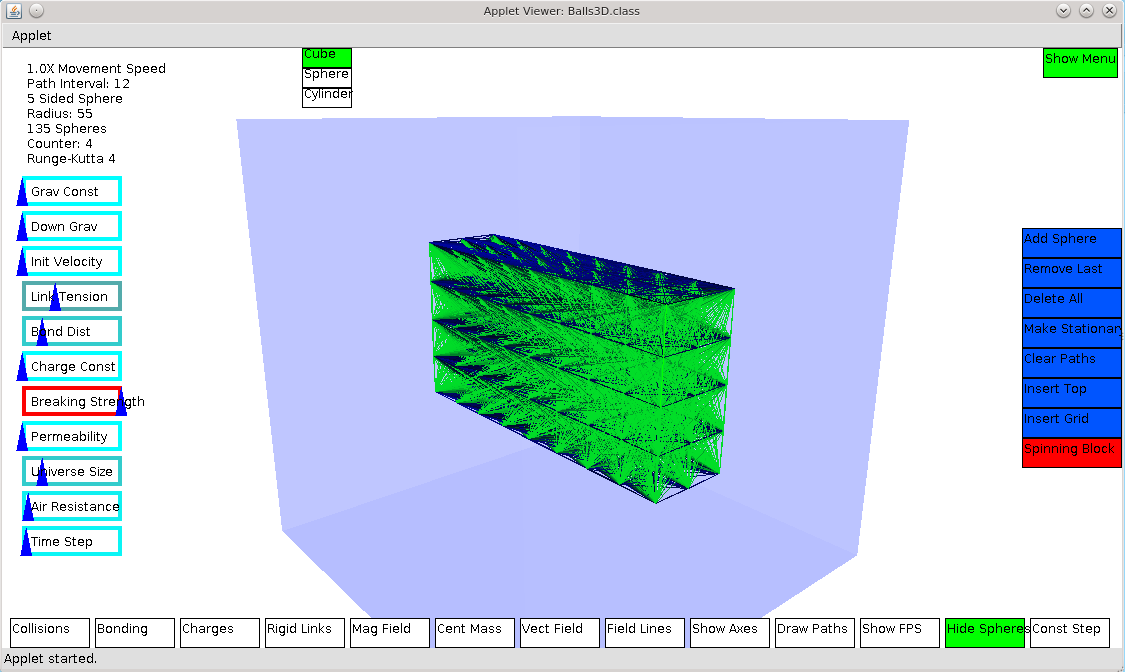 Applet Viewer: Balls3D.class
Applet
1.0X Movement Speed
Path Interval: 12
5 Sided Sphere
Radius: 55
135 Spheres
Counter: 4
Runge-Kutta 4
Cube
Sphere
Cylinder
Show Menu
Grav Const
Down Grav
Init Velocity
Link Tension
Bond Dist
Charge Const
Breaking Strength
Permeability
Universe Size
Air Resistance
Time Step
Add Sphere
Remove Last
Delete All
Make Stationary
Clear Paths
Insert Top
Insert Grid
Spinning Block
Collisions
Bonding
Charges
Rigid Links
Mag Field
Cent Mass
Vect Field
Field Lines
Show Axes
Draw Paths
Show FPS
Hide Spheres
Const Step
Applet started.